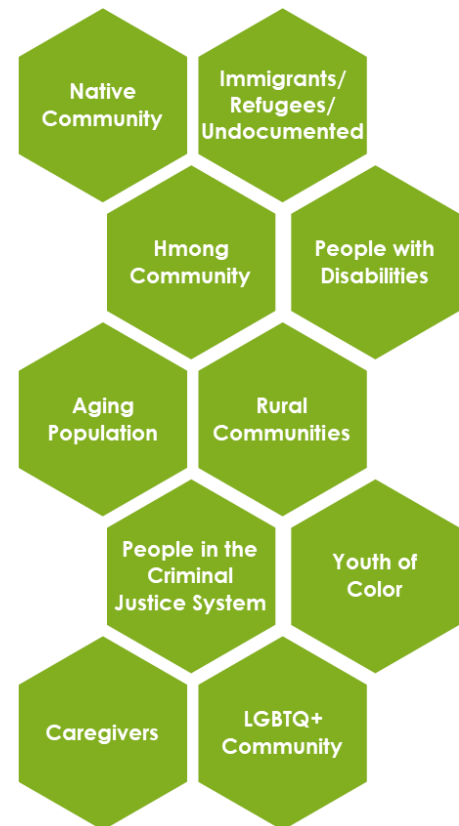 Native
Community
Immigrants/
Refugees/
Undocumented
Hmong
Community
People with
Disabilities
Aging
Population
Rural
Communities
People in the
Criminal
Justice System
Youth of
Color
Caregivers
LGBTQ+
Community